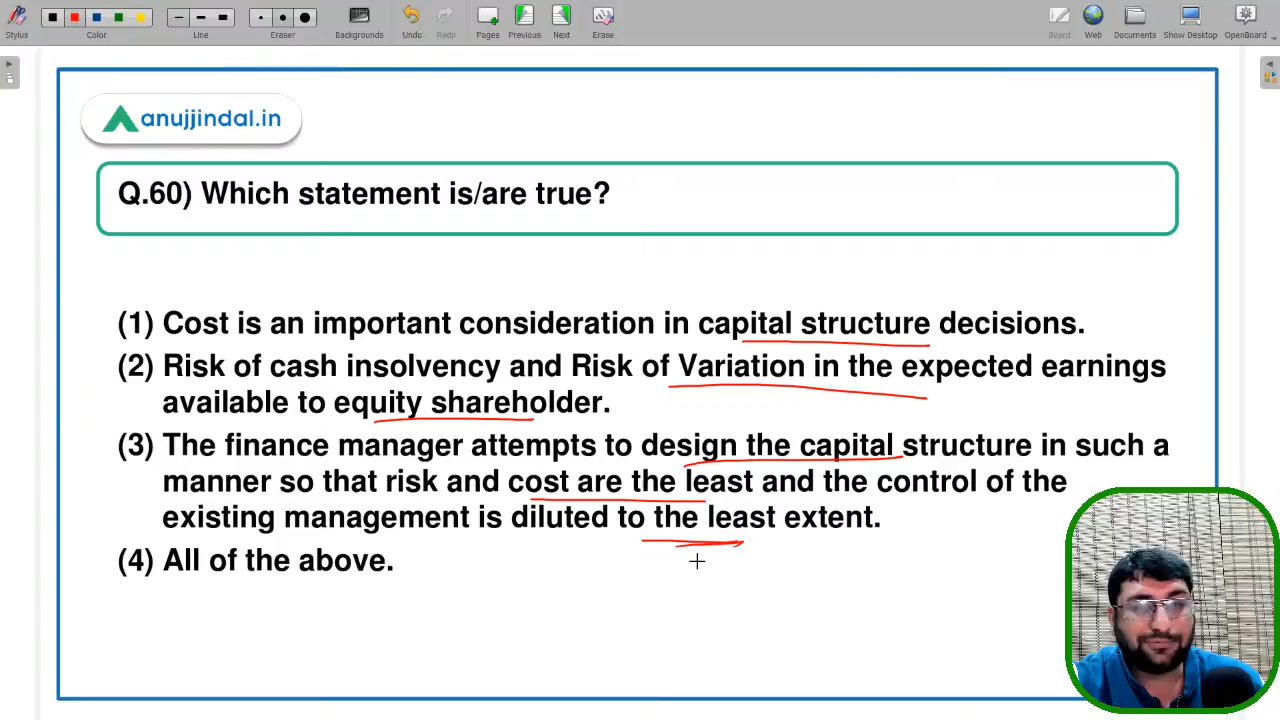 Stylus
Color
Line
Eraser
Backgrounds
Undo
Redo
Pages
Previous
Next
Erase
Board
Web
Documents
Show Desktop
OpenBoard
anujjindal.in
Q.60) Which statement is/are true?
(1) Cost is an important consideration in capital structure decisions.
(2) Risk of cash insolvency and Risk of Variation in the expected earnings
available to equity shareholder.
(3) The finance manager attempts to design the capital structure in such a
manner so that risk and cost are the least and the control of the
existing management is diluted to the least extent.
(4) All of the above.